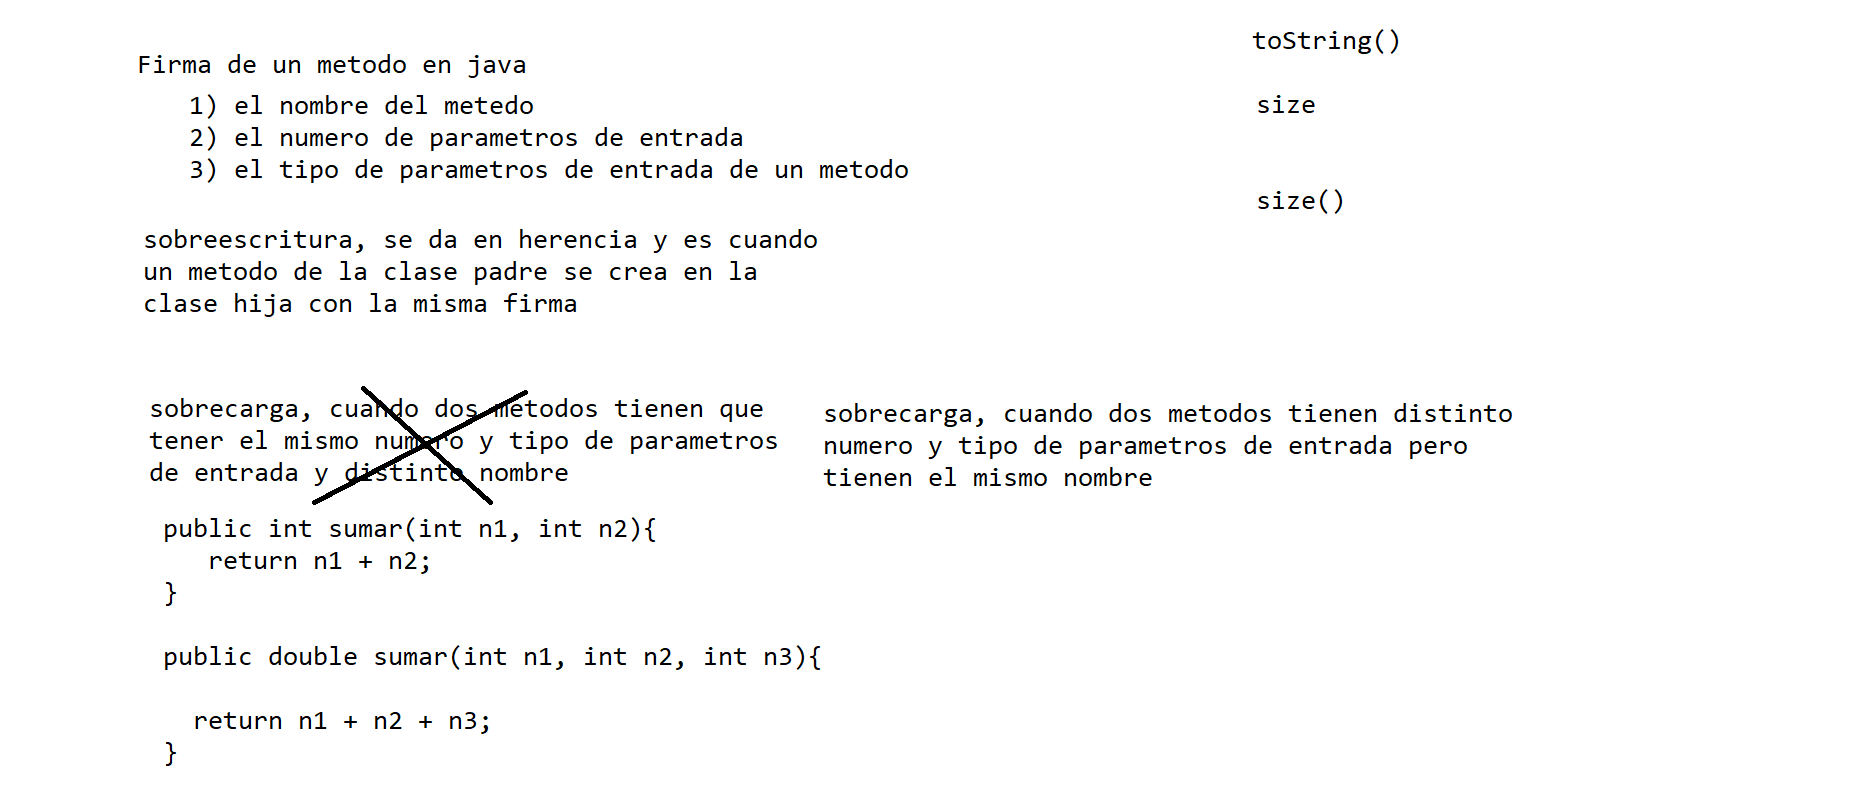 Firma de un metodo en java
1) el nombre del metedo
2) el numero de parametros de entrada
3) el tipo de parametros de entrada de un metodo
toString()
size
size()
sobreescritura, se da en herencia y es cuando
un metodo de la clase padre se crea en la
clase hija con la misma firma
sobrecarga, cuando dos metodos tienen que
tener el mismo numero y tipo de parametros
de entrada y distinto nombre
sobrecarga, cuando dos metodos tienen distinto
numero y tipo de parametros de entrada pero
tienen el mismo nombre
public int sumar(int n1, int n2){
return n1 + n2;
}
public double sumar(int n1, int n2, int n3){
return n1 + n2 + n3;
}